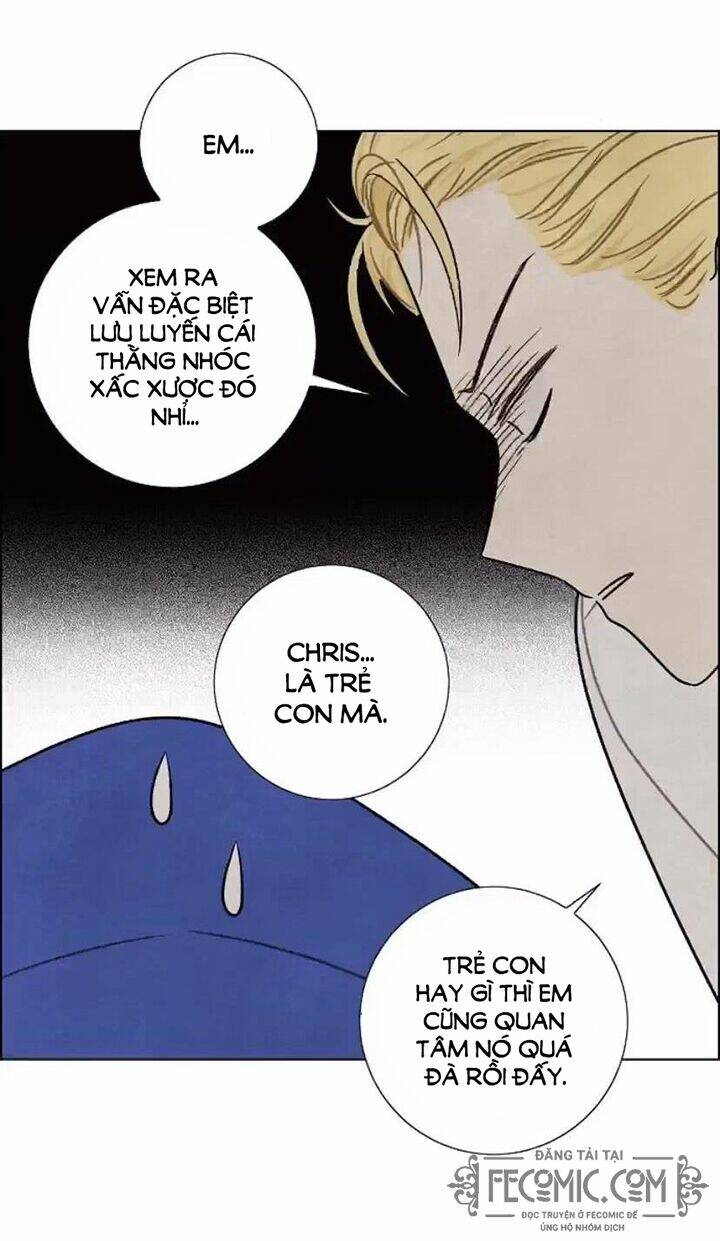 EM...
XEM RA
VẪN ĐẶC BIỆT
LƯU LUYẾN CÁI
THẰNG NHÓC
XẤC XƯỢC ĐÓ
NHỈ...
CHRIS...
LÀ TRẺ
CON MÀ.
TRẺ CON
HAY GÌ THÌ EM
CŨNG QUAN
TÂM NÓ QUÁ
ĐÀ RỒI ĐẤY.
ĐĂNG TẢI TẠI
FECOMIC.COM
ĐỌC TRUYỆN Ở FECOMIC ĐỂ
ỦNG HỘ NHÓM DỊCH